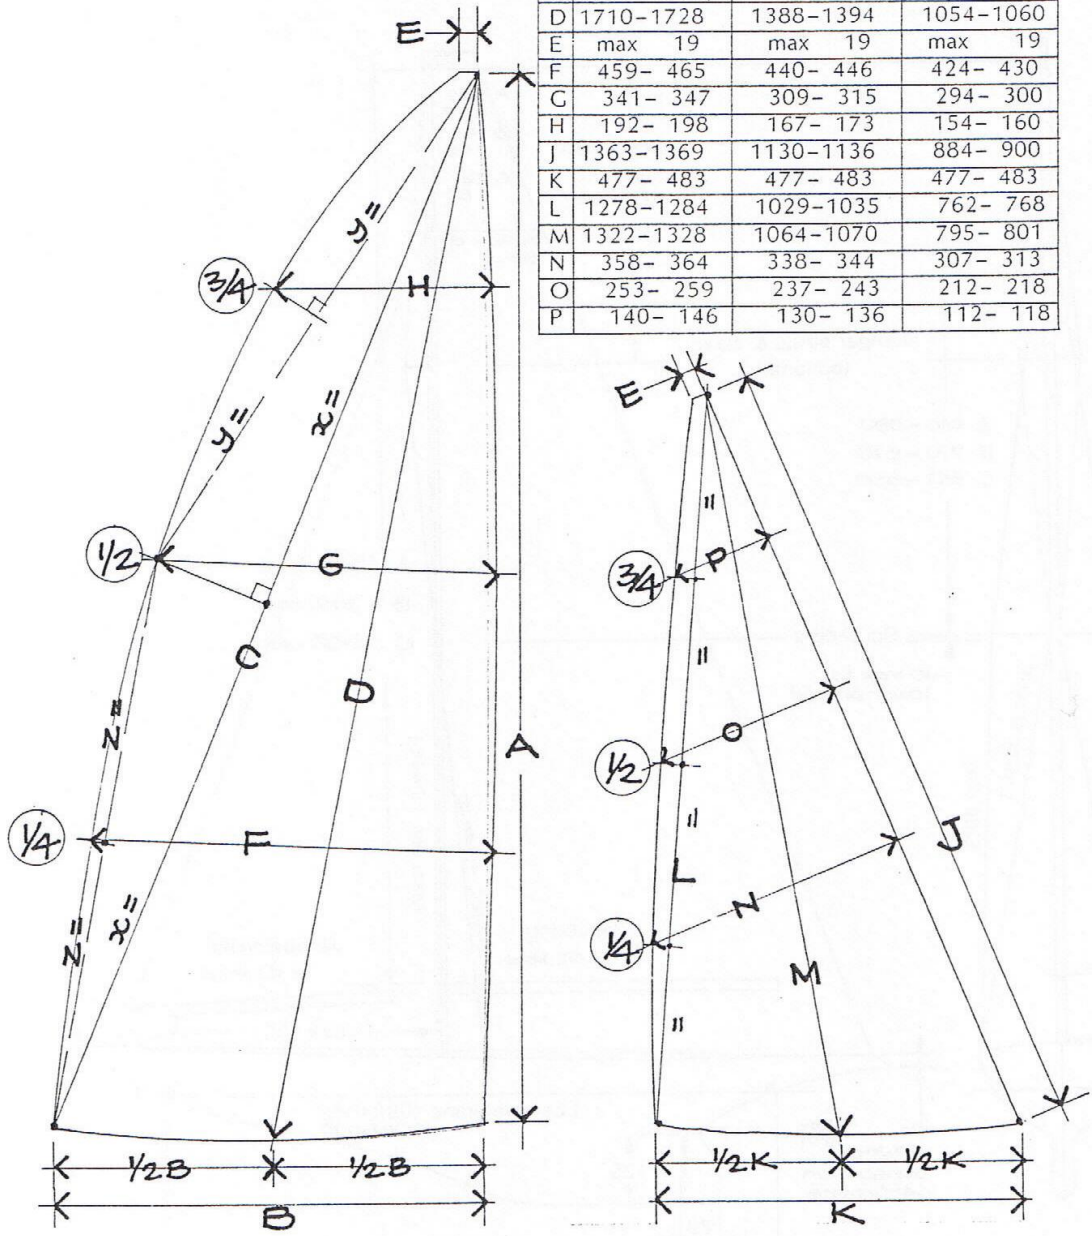 D 1710-1728 1388-1394 1054-1060
E max 19 max 19 max 19
F 459- 465 440- 446 424- 430
G 341- 347 309- 315 294- 300
H 192- 198 167- 173 154- 160
J 1363-1369 1130-1136 884- 900
K 477- 483 477- 483 477- 483
L 1278-1284 1029-1035 762- 768
M 1322-1328 1064-1070 795- 801
N 358- 364 338- 344 307- 313
O 253- 259 237- 243 212- 218
P 140- 146 130- 136 112- 118
E
y=
3/4
H
x=
y=
1/2
G
C
D
z=
A
1/4
F
x=
z=
1/2B
1/2B
B
E
=
3/4
P
=
O
1/2
=
L
J
N
1/4
M
=
1/2K
1/2K
K